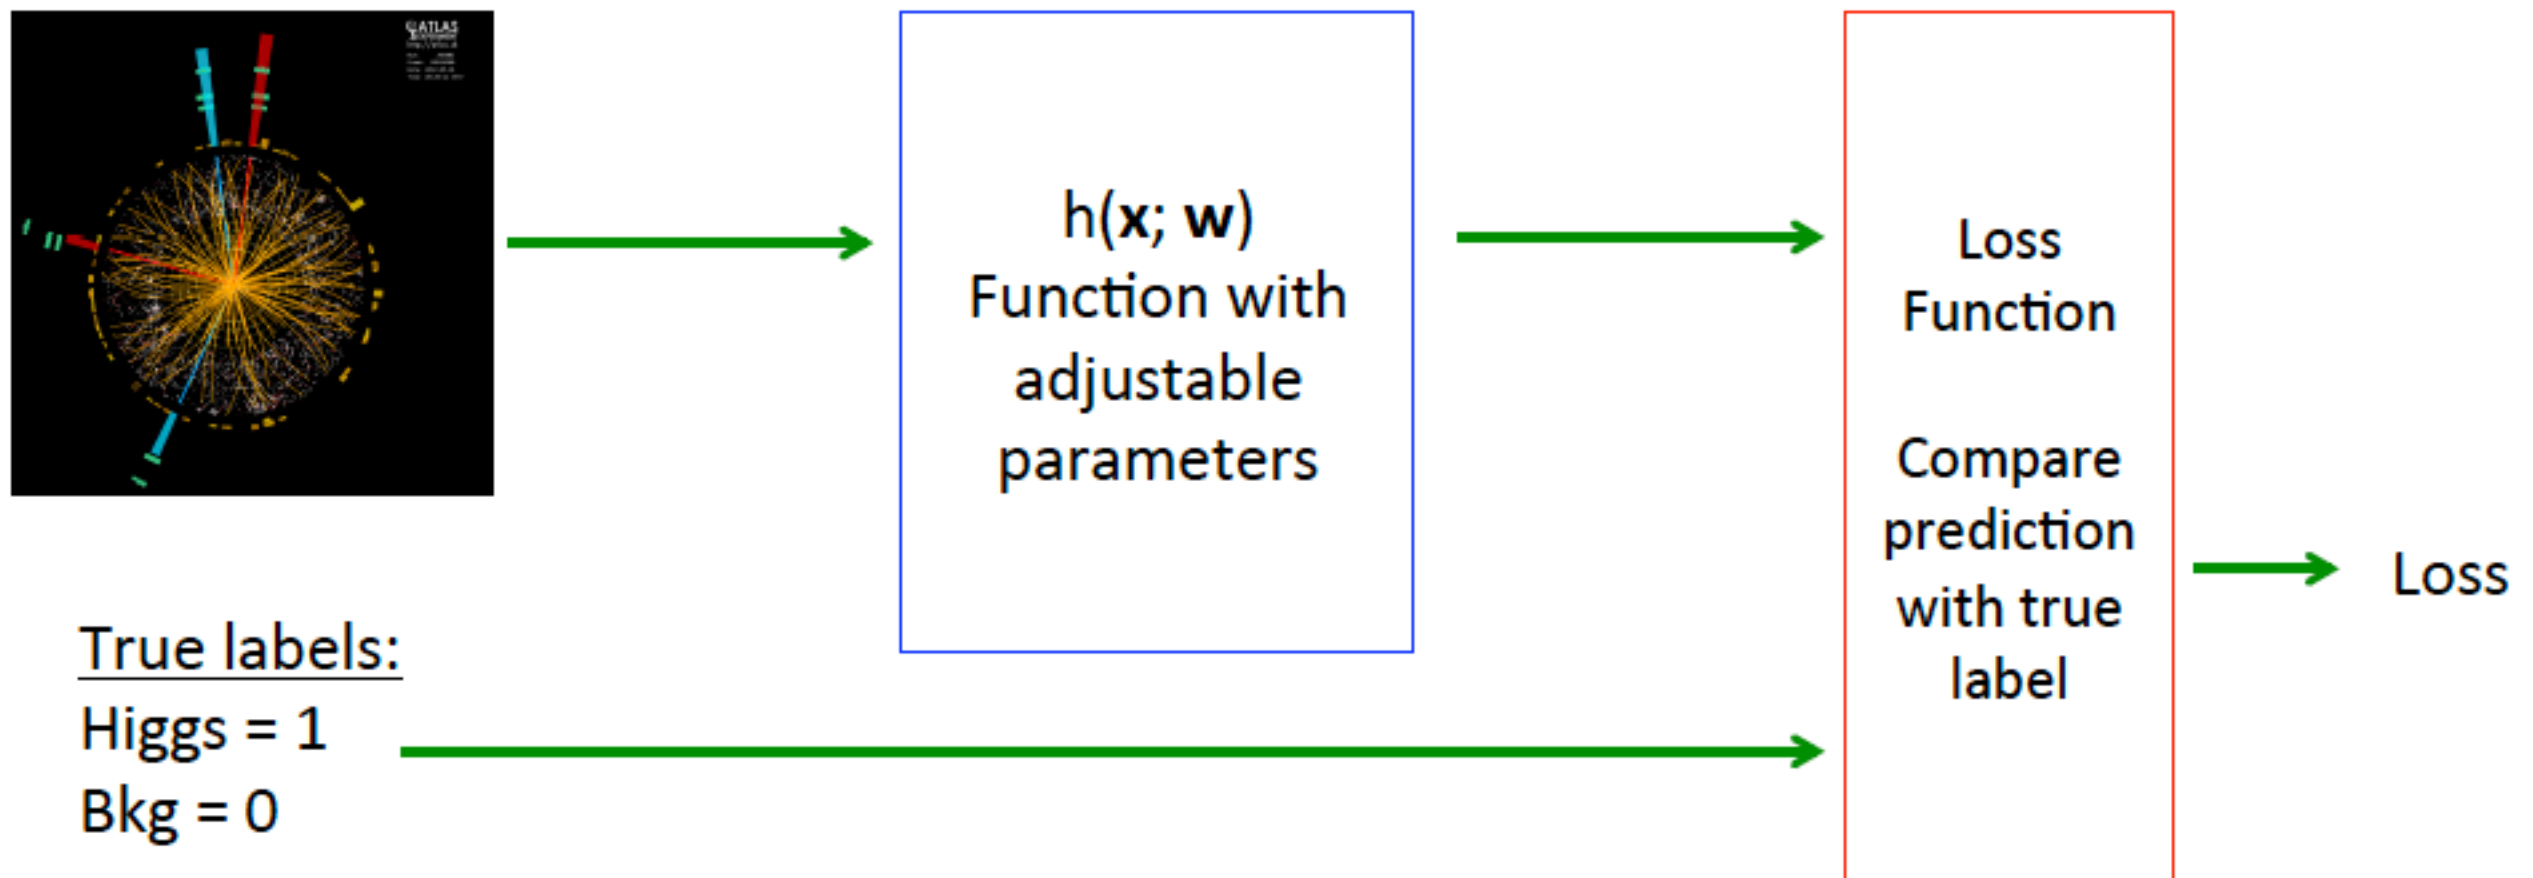 ATLAS
h(x; w)
Function with
adjustable
parameters
Loss
Function
Compare
prediction
with true
label
Loss
True labels:
Higgs = 1
Bkg = 0